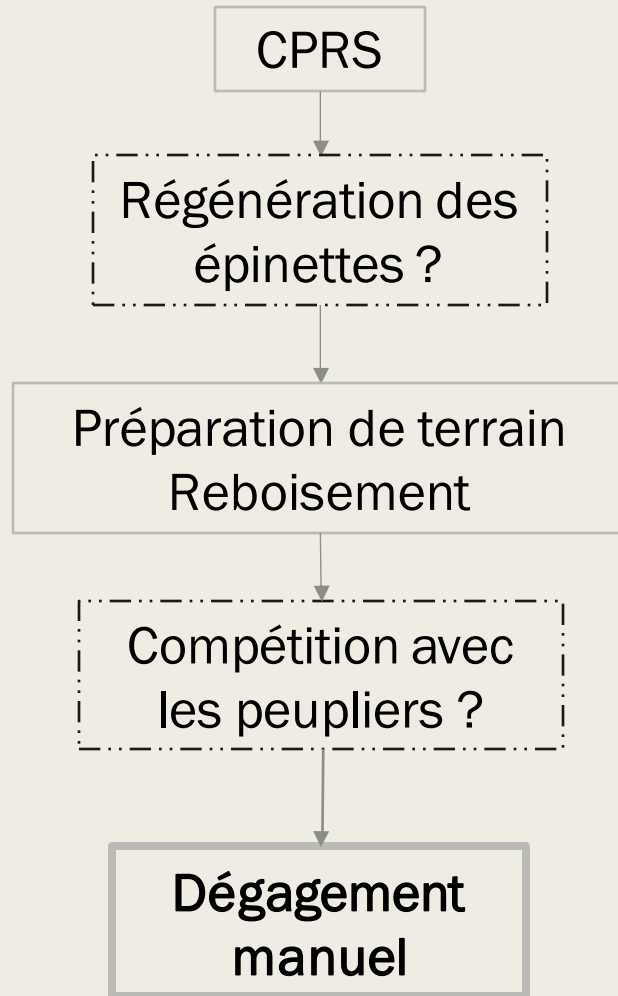 CPRS
Régénération des
épinettes ?
Préparation de terrain
Reboisement
Compétition avec
les peupliers ?
Dégagement
manuel